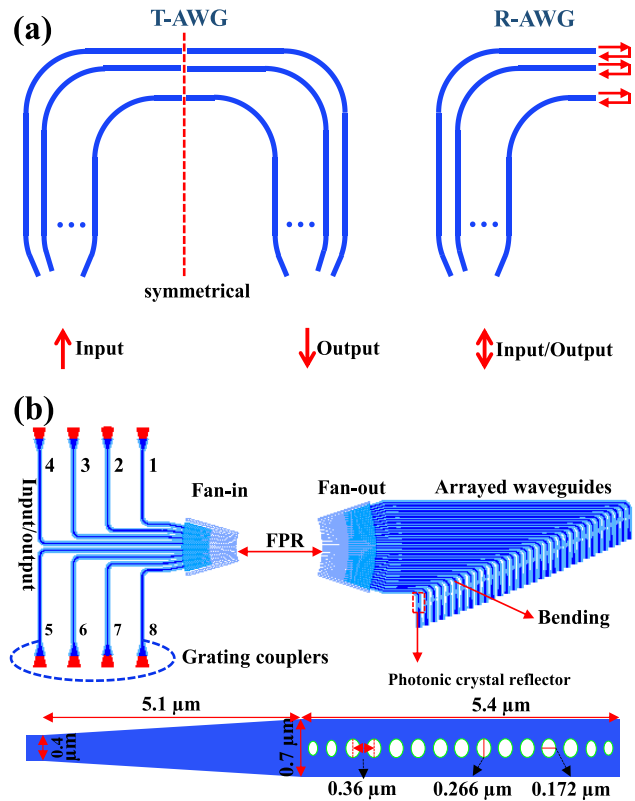 (a)
T-AWG
R-AWG
symmetrical
Input
Output
Input/Output
(b)
4
3
2
1
Input/output
Fan-in
Fan-out
Arrayed waveguides
FPR
5
6
7
8
Bending
Grating couplers
Photonic crystal reflector
5.1 μm
5.4 μm
0.4 μm
0.7 μm
0.36 μm
0.266 μm
0.172 μm